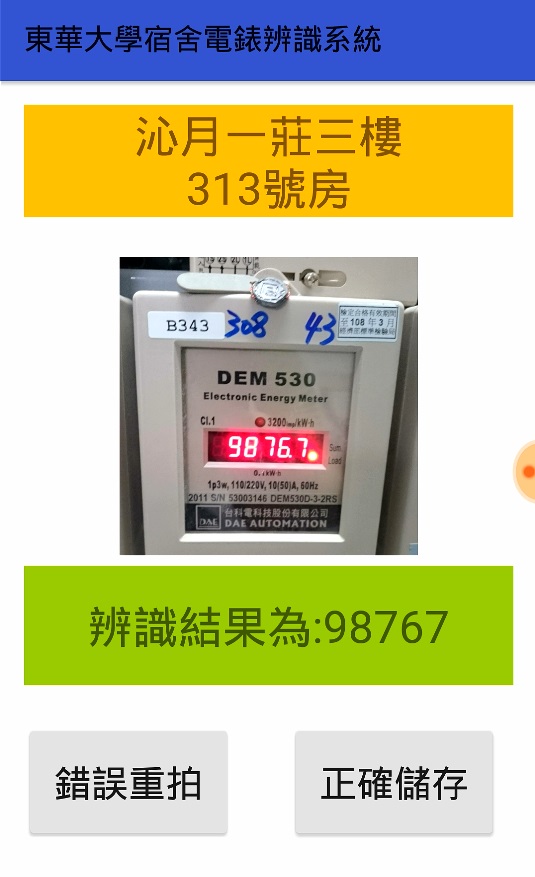 東華大學宿舍電錶辨識系統
沁月一莊三樓
313號房
B343
308
43
檢定合格有效期間
至108年3月
經濟部標準檢驗局
DEM 530
Electronic Energy Meter
Cl.1
3200imp/kW·h
9876.7
Sum
Load
kW·h
1p3w, 110/220V, 10(50)A, 60Hz
2011 S/N 53003146 DEM530D-3-2RS
DAE
台科電科技股份有限公司
DAE AUTOMATION
辨識結果為:98767
錯誤重拍
正確儲存